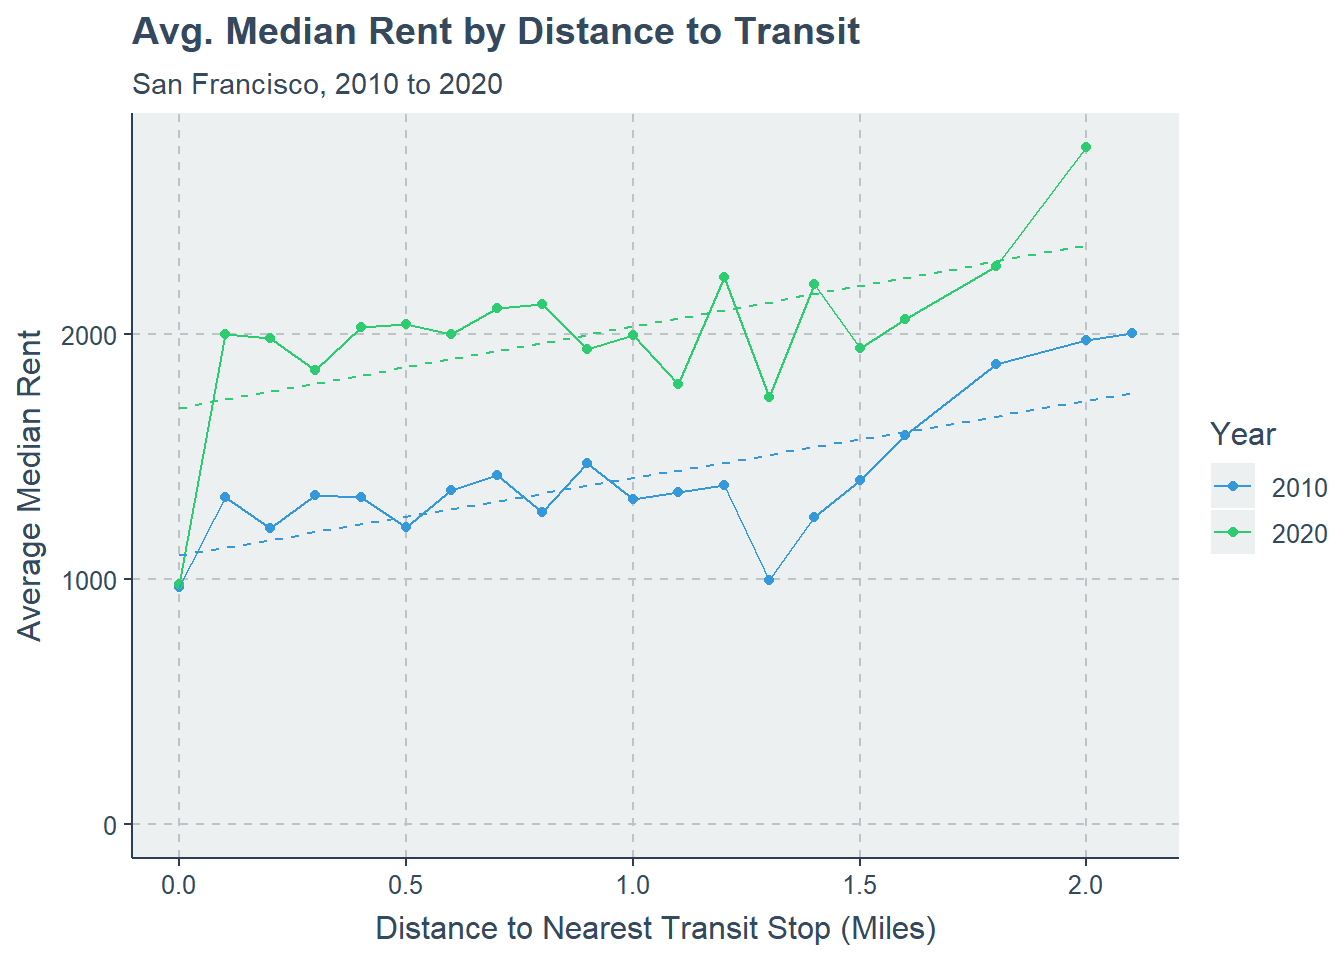 Avg. Median Rent by Distance to Transit
San Francisco, 2010 to 2020
Average Median Rent
2000
1000
0
0.0 0.5 1.0 1.5 2.0
Distance to Nearest Transit Stop (Miles)
Year
2010
2020